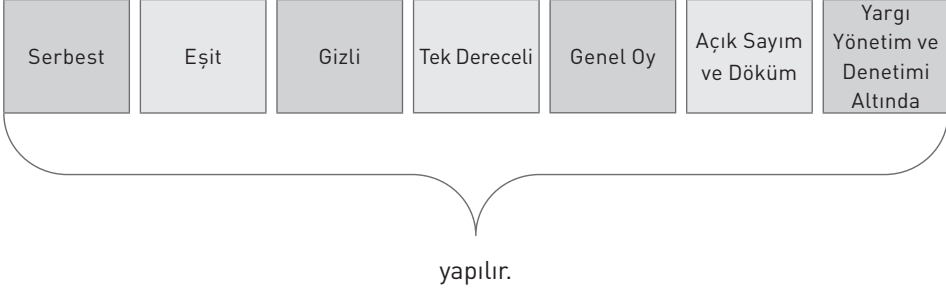 Serbest
Eşit
Gizli
Tek Dereceli
Genel Oy
Açık Sayım
ve Döküm
Yargı
Yönetim ve
Denetimi
Altında
yapılır.